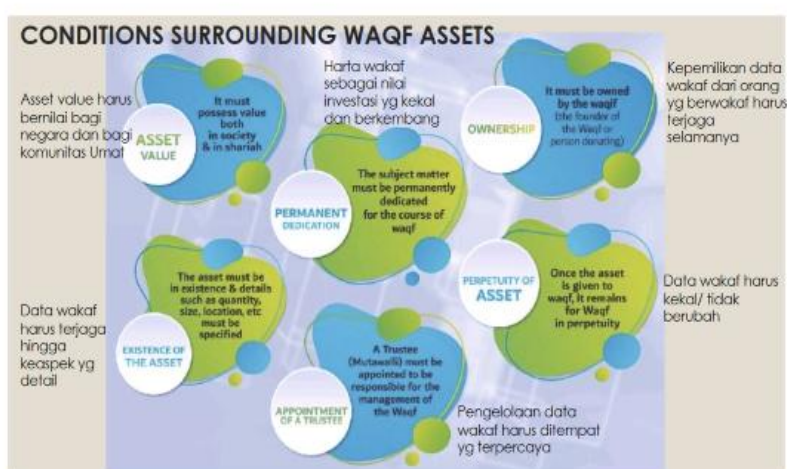 CONDITIONS SURROUNDING WAQF ASSETS
Asset value harus
bernilai bagi
negara dan bagi
komunitas Umat
ASSET
VALUE
It must
possess value
both
in society
& in shariah
Harta wakaf
sebagai nilai
investasi yg kekal
dan berkembang
PERMANENT
DEDICATION
The subject matter
must be permanently
dedicated
for the course of
waqf
OWNERSHIP
It must be owned
by the waqif
(the founder of
the Waqf or
person donating)
Kepemilikan data
wakaf dari orang
yg berwakaf harus
terjaga
selamanya
Data wakaf
harus terjaga
hingga
keaspek yg
detail
EXISTENCE OF
THE ASSET
The asset must be
in existence & details
such as quantity,
size, location, etc
must be
specified
APPOINTMENT
OF A TRUSTEE
A Trustee
(Mutawalli) must be
appointed to be
responsible for the
management of
the Waqf
Pengelolaan data
wakaf harus ditempat
yg terpercaya
PERPETUITY OF
ASSET
Once the asset
is given to
waqf, it remains
for Waqf
in perpetuity
Data wakaf harus
kekal/ tidak
berubah